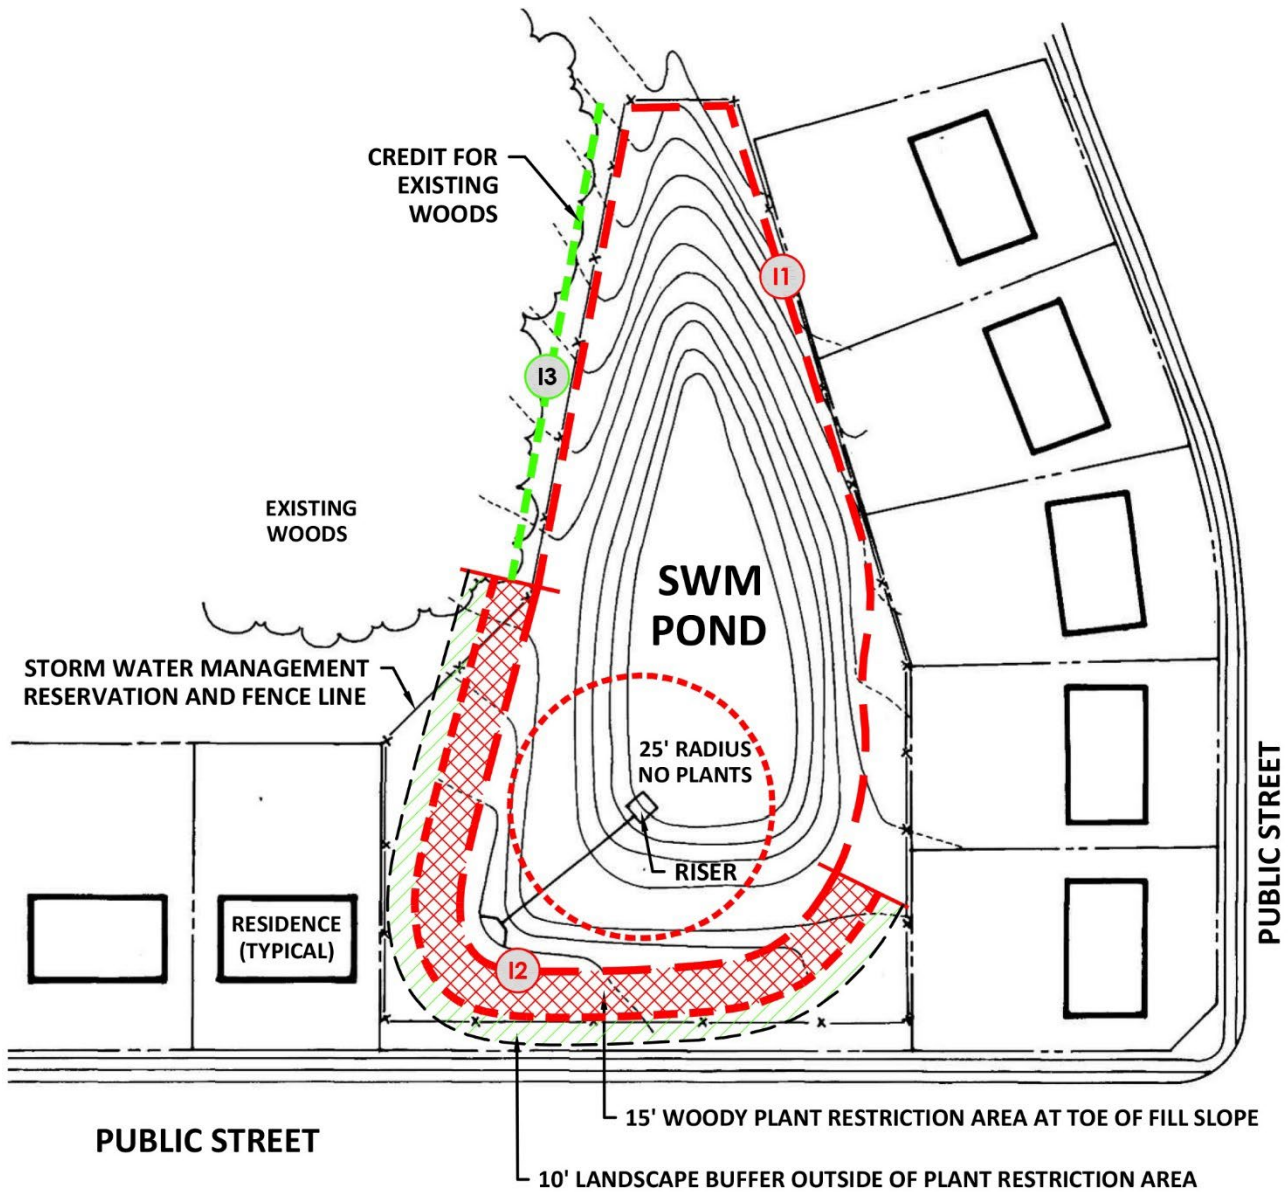 CREDIT FOR
EXISTING
WOODS
I1
I3
EXISTING
WOODS
SWM
POND
STORM WATER MANAGEMENT
RESERVATION AND FENCE LINE
25' RADIUS
NO PLANTS
RISER
RESIDENCE
(TYPICAL)
I2
PUBLIC STREET
15' WOODY PLANT RESTRICTION AREA AT TOE OF FILL SLOPE
PUBLIC STREET
10' LANDSCAPE BUFFER OUTSIDE OF PLANT RESTRICTION AREA